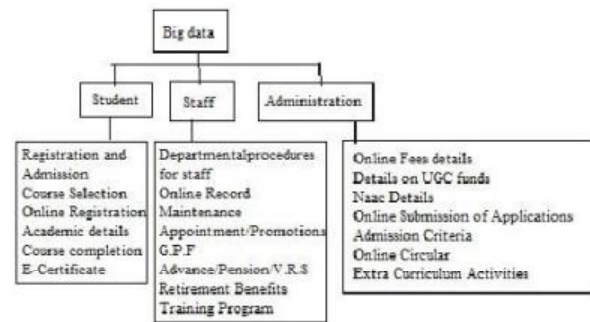 Big data
Student
Staff
Administration
Registration and
Admission
Course Selection
Online Registration
Academic details
Course completion
E-Certificate
Departmentalprocedures
for staff
Online Record
Maintenance
Appointment/Promotions
G.P.F
Advance/Pension/V.R.S
Retirement Benefits
Training Program
Online Fees details
Details on UGC funds
Naac Details
Online Submission of Applications
Admission Criteria
Online Circular
Extra Curriculum Activities